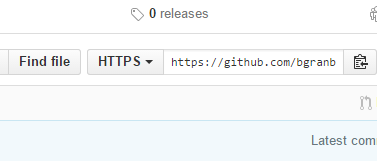 0 releases
Find file HTTPS https://github.com/bgranb
Latest com